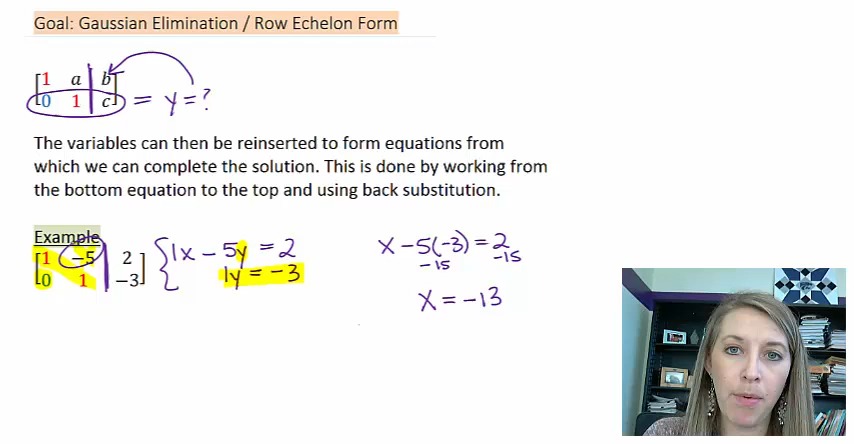 Goal: Gaussian Elimination / Row Echelon Form
[1 a | b]
[0 1 | c] = y = ?
The variables can then be reinserted to form equations from
which we can complete the solution. This is done by working from
the bottom equation to the top and using back substitution.
Example
[1 −5 | 2] { 1x − 5y = 2
[0 1 | −3] 1y = −3
x − 5(−3) = 2
−15 −15
x = −13